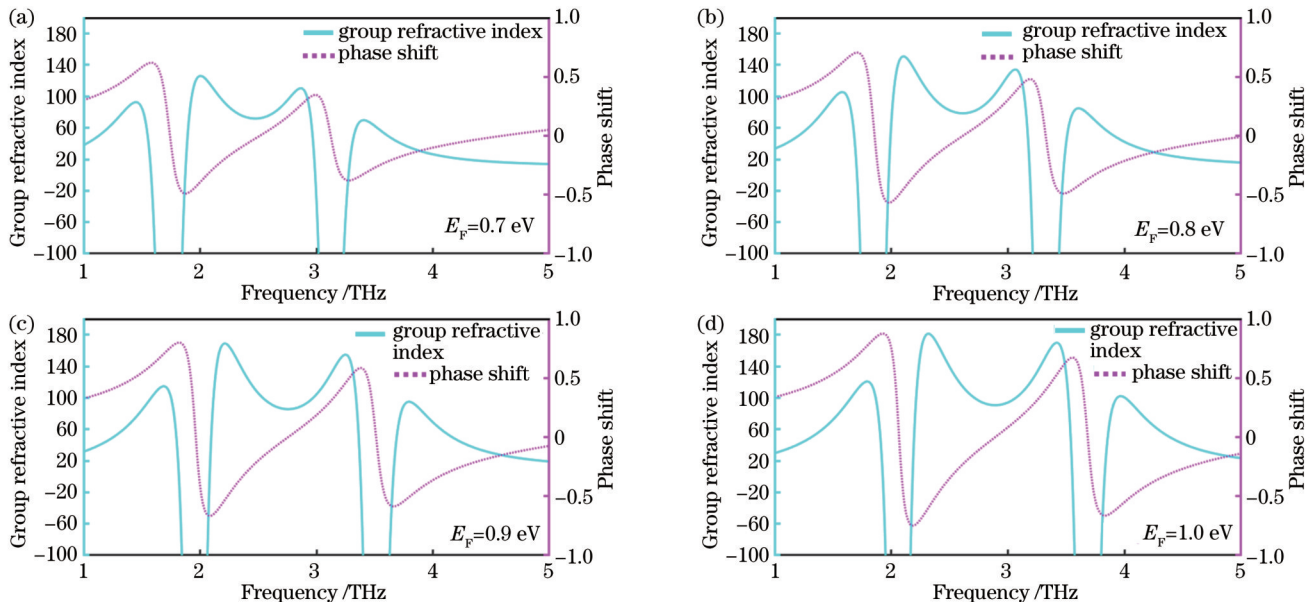 (a)
180
140
100
60
20
−20
−60
−100
Group refractive index
group refractive index
phase shift
1.0
0.5
0
−0.5
−1.0
Phase shift
E_F=0.7 eV
1 2 3 4 5
Frequency /THz
(b)
180
140
100
60
20
−20
−60
−100
Group refractive index
group refractive index
phase shift
1.0
0.5
0
−0.5
−1.0
Phase shift
E_F=0.8 eV
1 2 3 4 5
Frequency /THz
(c)
180
140
100
60
20
−20
−60
−100
Group refractive index
group refractive
index
phase shift
1.0
0.5
0
−0.5
−1.0
Phase shift
E_F=0.9 eV
1 2 3 4 5
Frequency /THz
(d)
180
140
100
60
20
−20
−60
−100
Group refractive index
group refractive
index
phase shift
1.0
0.5
0
−0.5
−1.0
Phase shift
E_F=1.0 eV
1 2 3 4 5
Frequency /THz